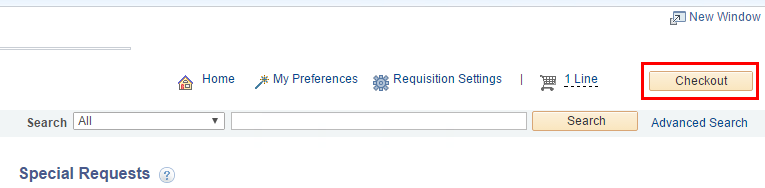 New Window
Home My Preferences Requisition Settings | 1 Line Checkout
Search All Search Advanced Search
Special Requests ?